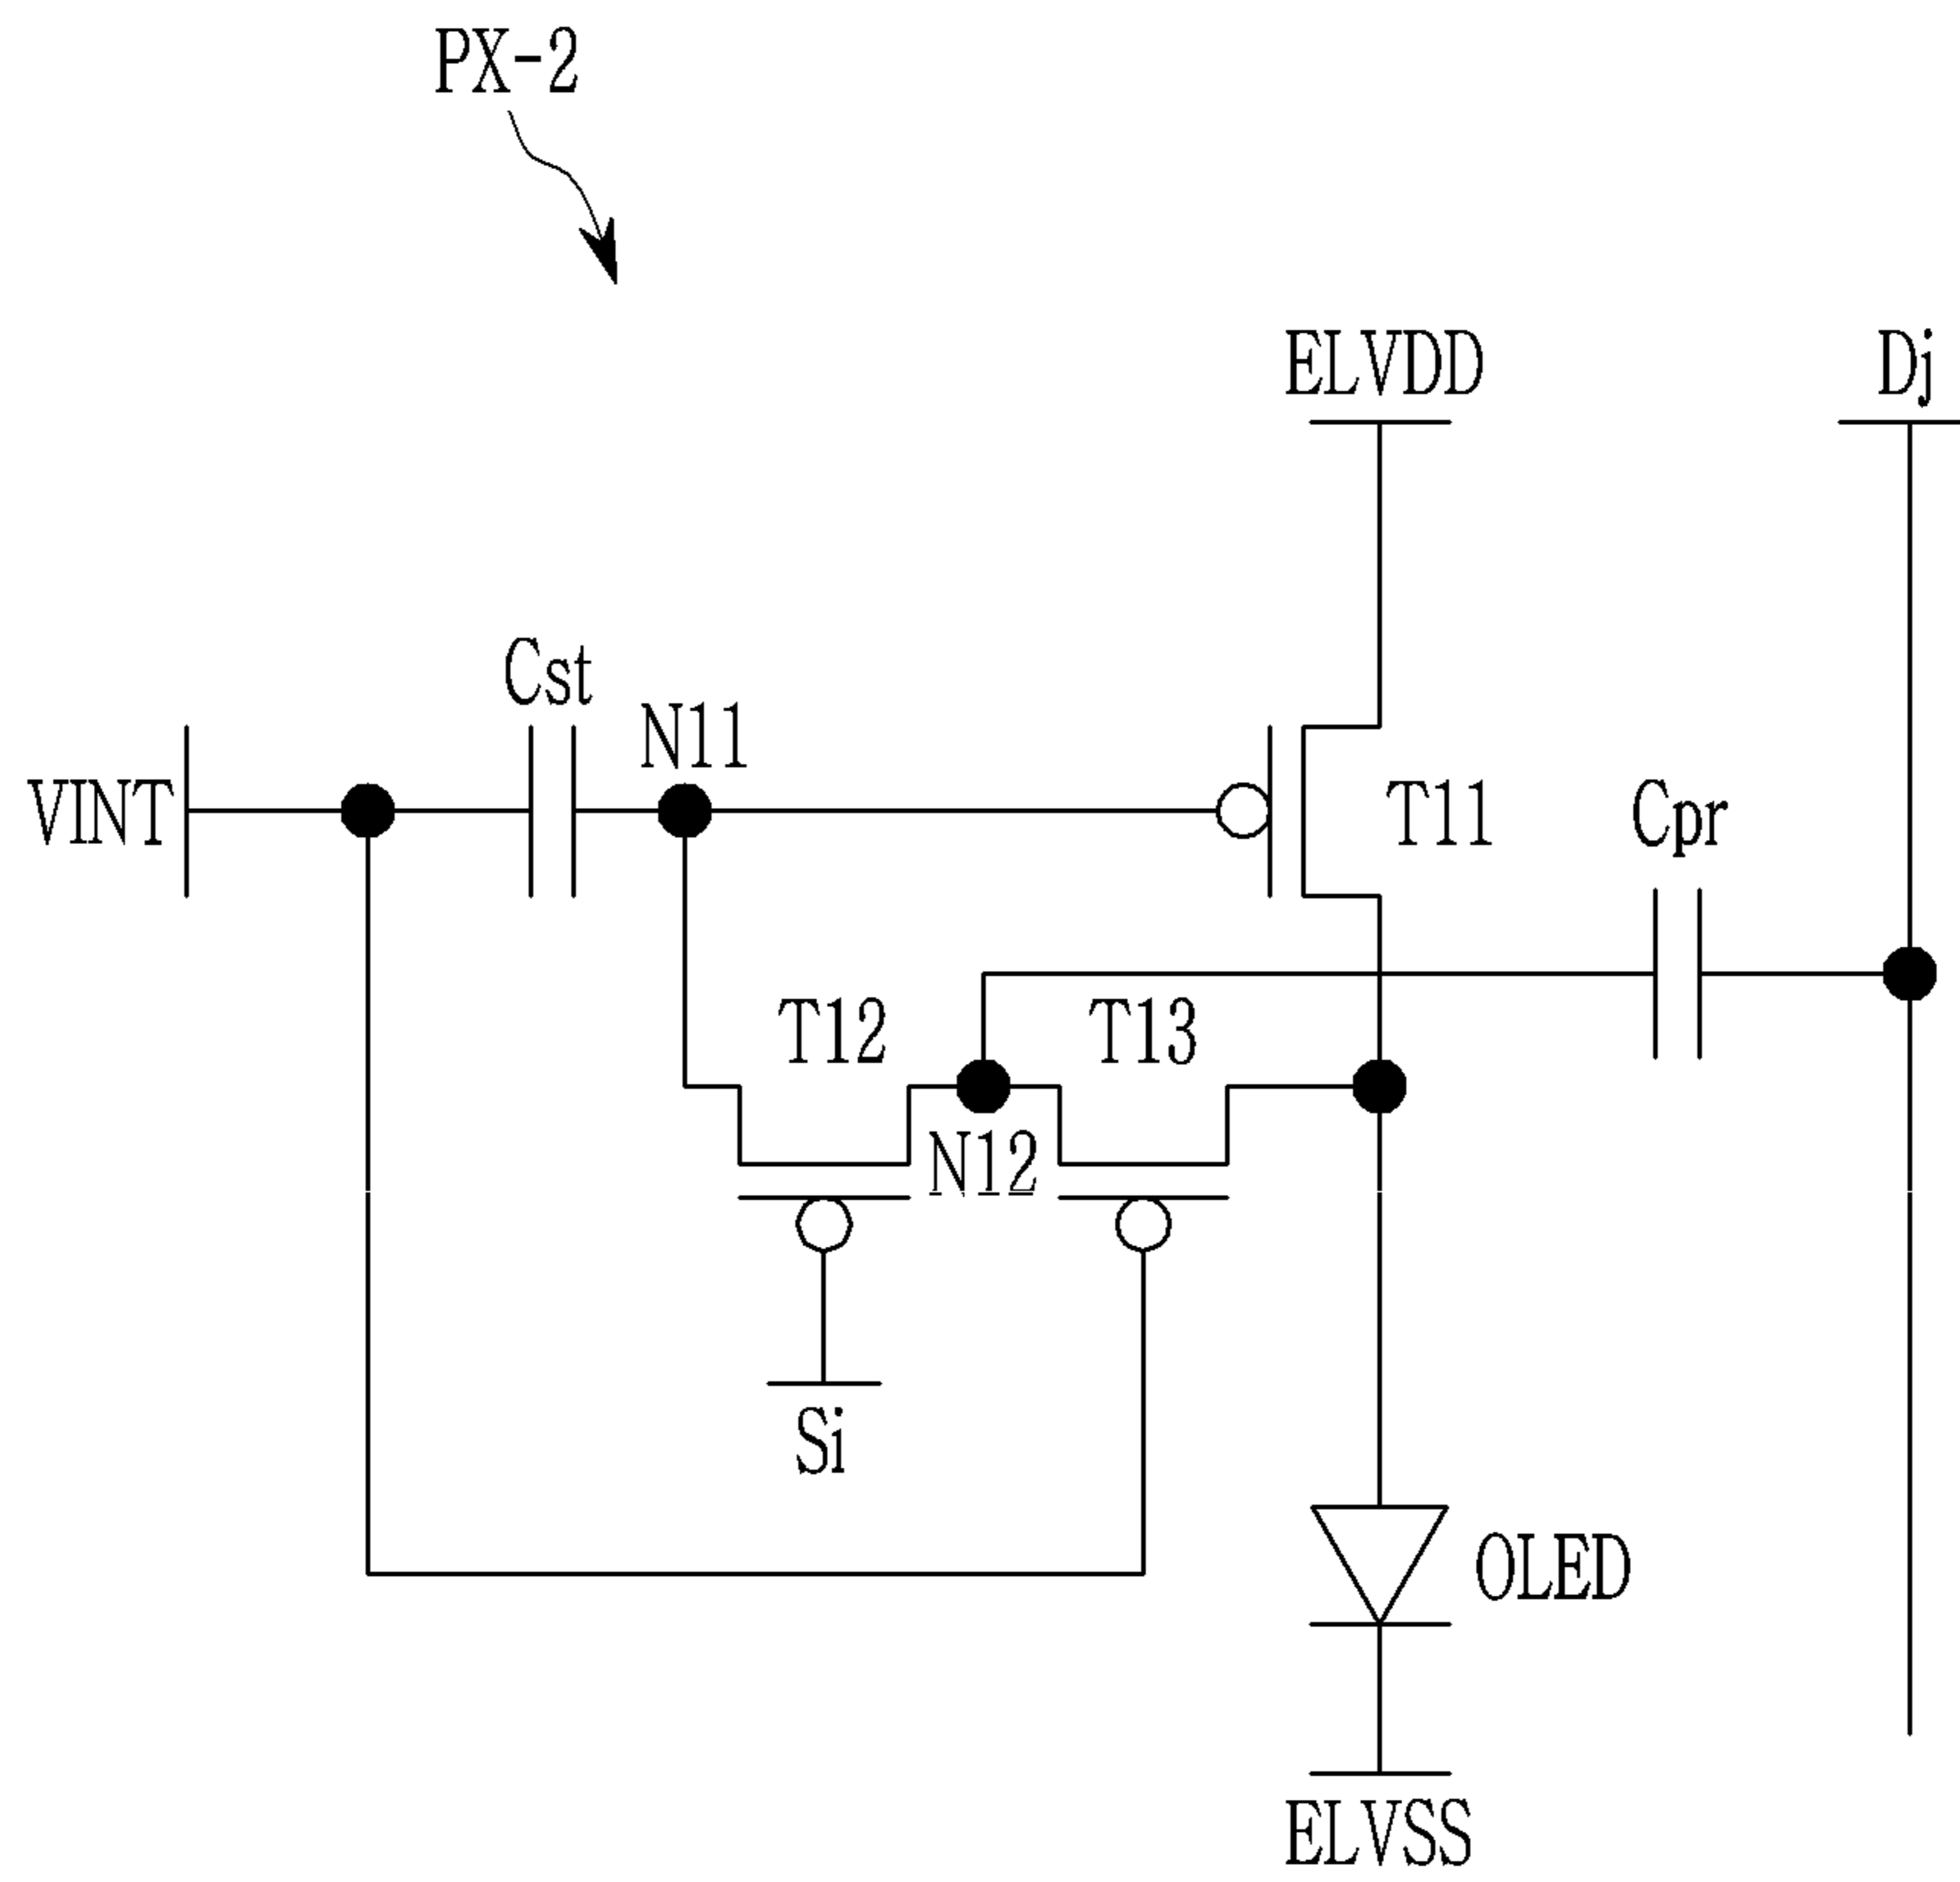 PX-2
ELVDD
Dj
Cst
N11
VINT
T11
Cpr
T12
T13
N12
Si
OLED
ELVSS